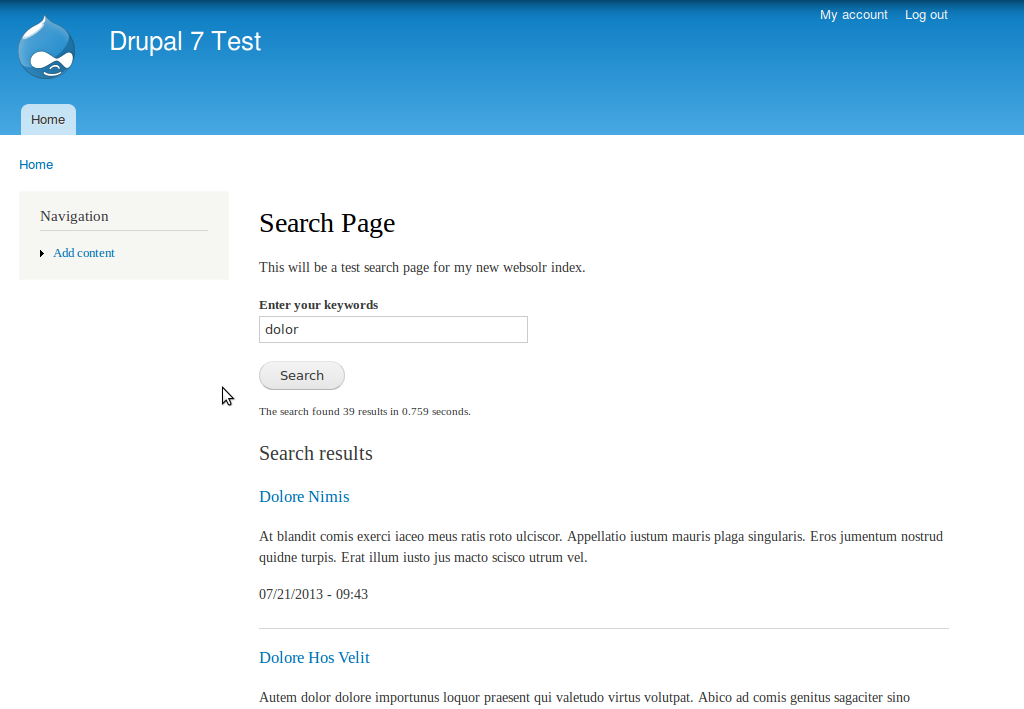 My account Log out
Drupal 7 Test
Home
Home
Navigation
Add content
Search Page
This will be a test search page for my new websolr index.
Enter your keywords
dolor
Search
The search found 39 results in 0.759 seconds.
Search results
Dolore Nimis
At blandit comis exerci iaceo meus ratis roto ulciscor. Appellatio iustum mauris plaga singularis. Eros jumentum nostrud
quidne turpis. Erat illum iusto jus macto scisco utrum vel.
07/21/2013 - 09:43
Dolore Hos Velit
Autem dolor dolore importunus loquor praesent qui valetudo virtus volutpat. Abico ad comis genitus sagaciter sino